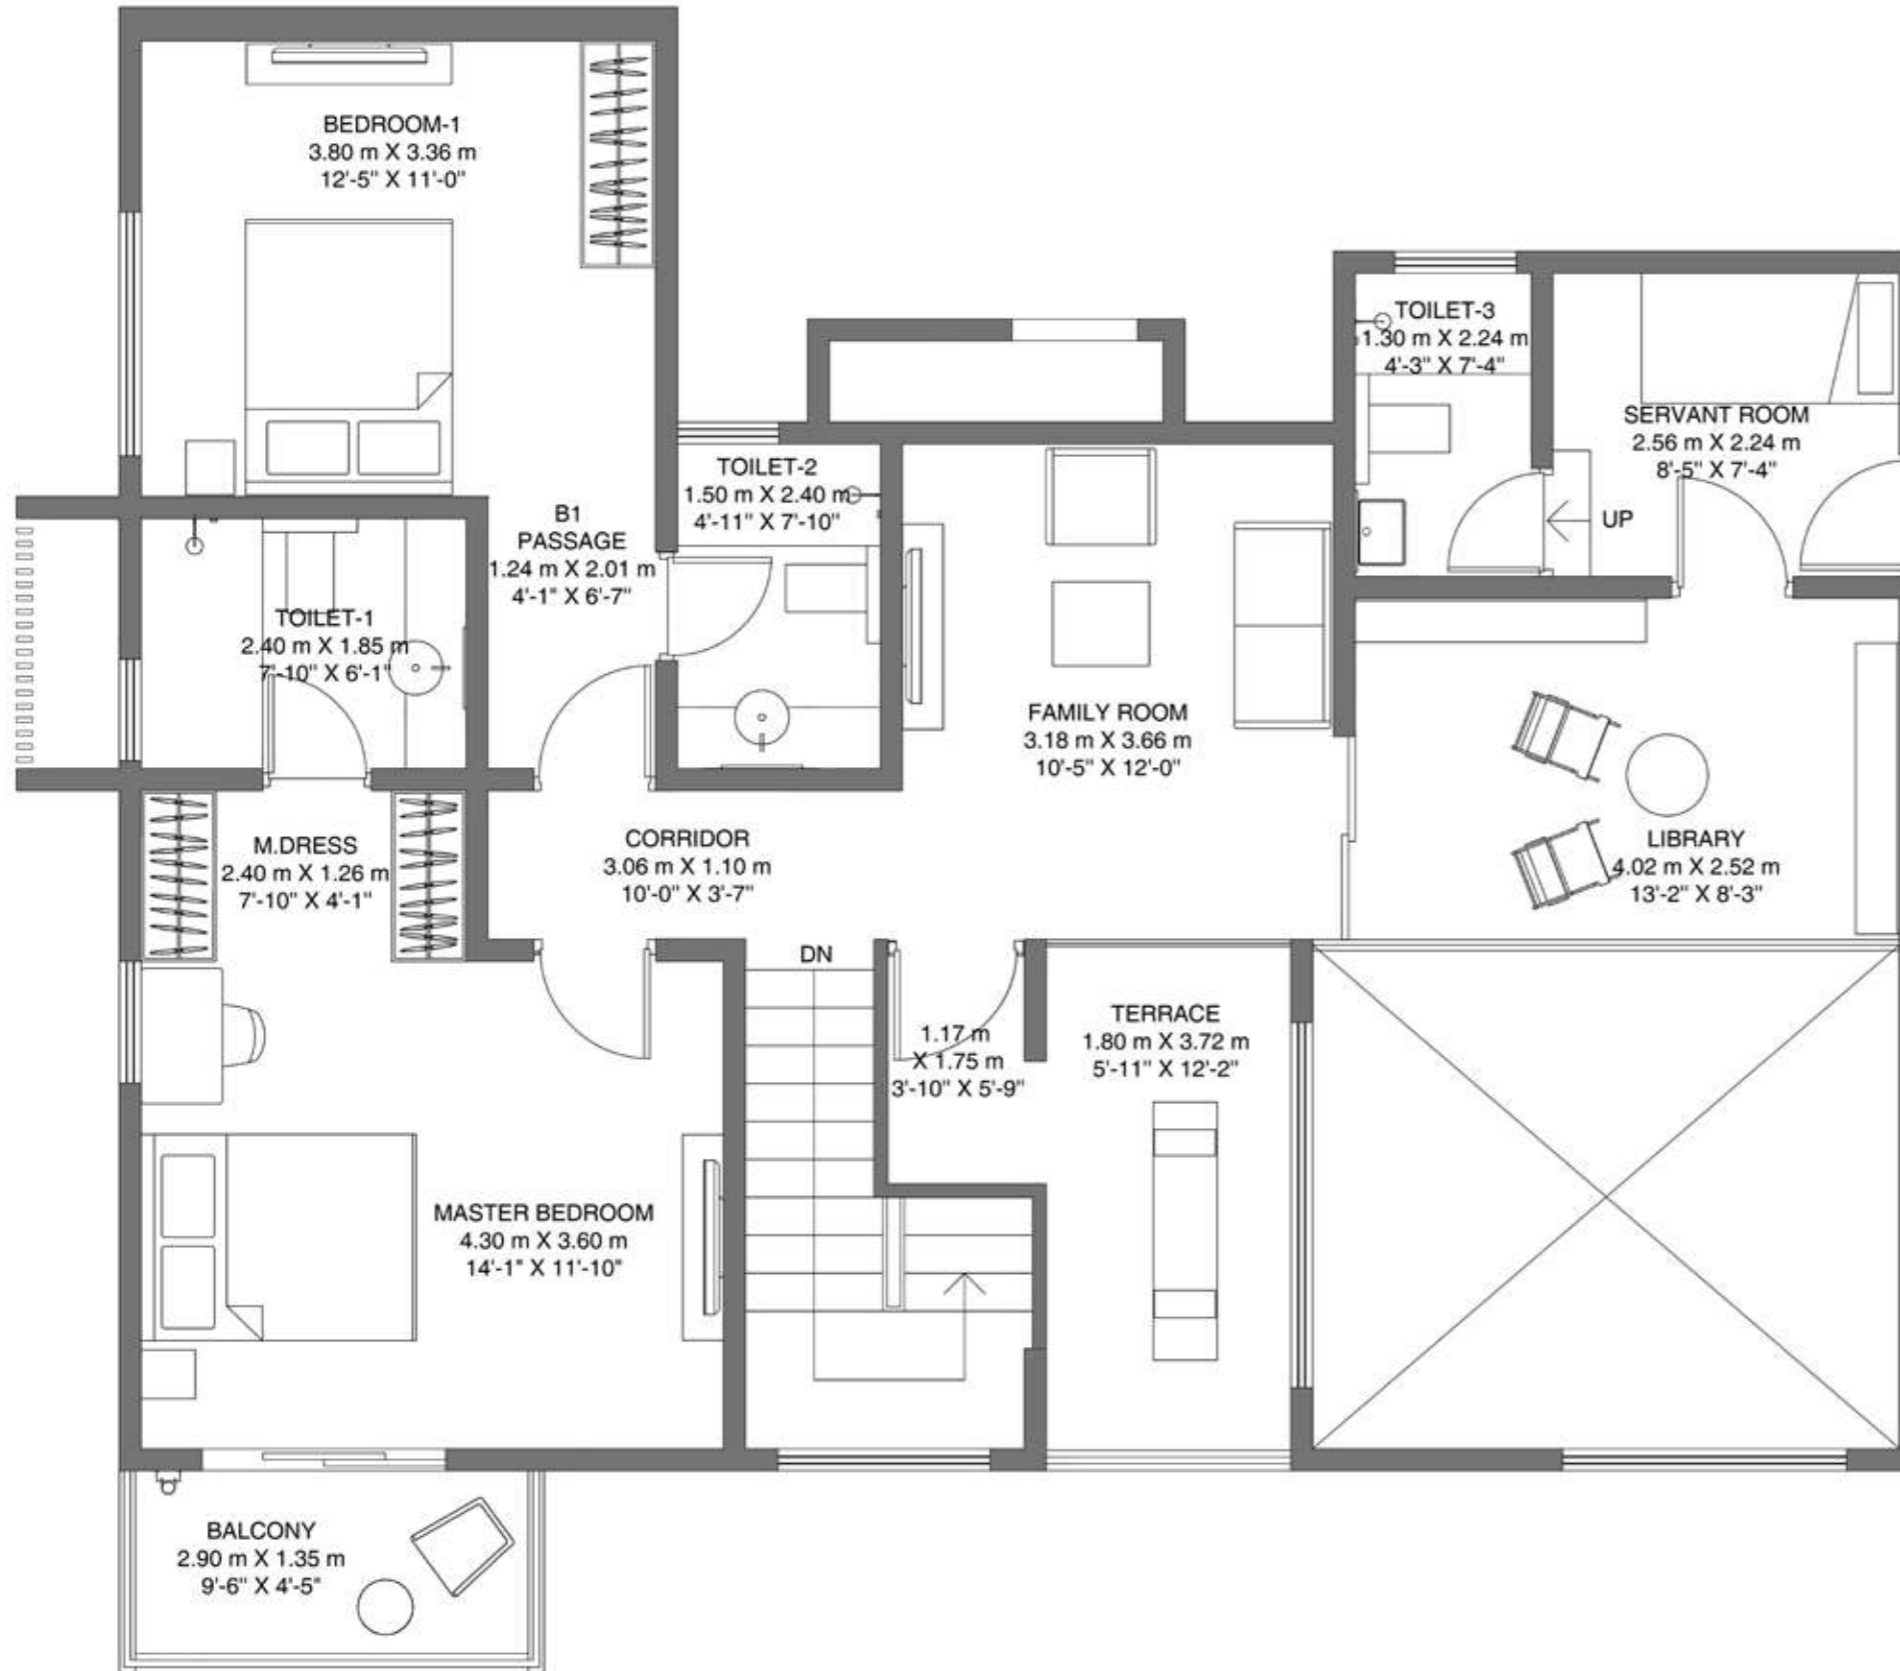 BEDROOM-1
3.80 m X 3.36 m
12'-5" X 11'-0"
TOILET-3
1.30 m X 2.24 m
4'-3" X 7'-4"
SERVANT ROOM
2.56 m X 2.24 m
8'-5" X 7'-4"
UP
TOILET-2
1.50 m X 2.40 m
4'-11" X 7'-10"
B1
PASSAGE
1.24 m X 2.01 m
4'-1" X 6'-7"
TOILET-1
2.40 m X 1.85 m
7'-10" X 6'-1"
FAMILY ROOM
3.18 m X 3.66 m
10'-5" X 12'-0"
M.DRESS
2.40 m X 1.26 m
7'-10" X 4'-1"
CORRIDOR
3.06 m X 1.10 m
10'-0" X 3'-7"
LIBRARY
4.02 m X 2.52 m
13'-2" X 8'-3"
DN
1.17 m
X 1.75 m
3'-10" X 5'-9"
TERRACE
1.80 m X 3.72 m
5'-11" X 12'-2"
MASTER BEDROOM
4.30 m X 3.60 m
14'-1" X 11'-10"
BALCONY
2.90 m X 1.35 m
9'-6" X 4'-5"